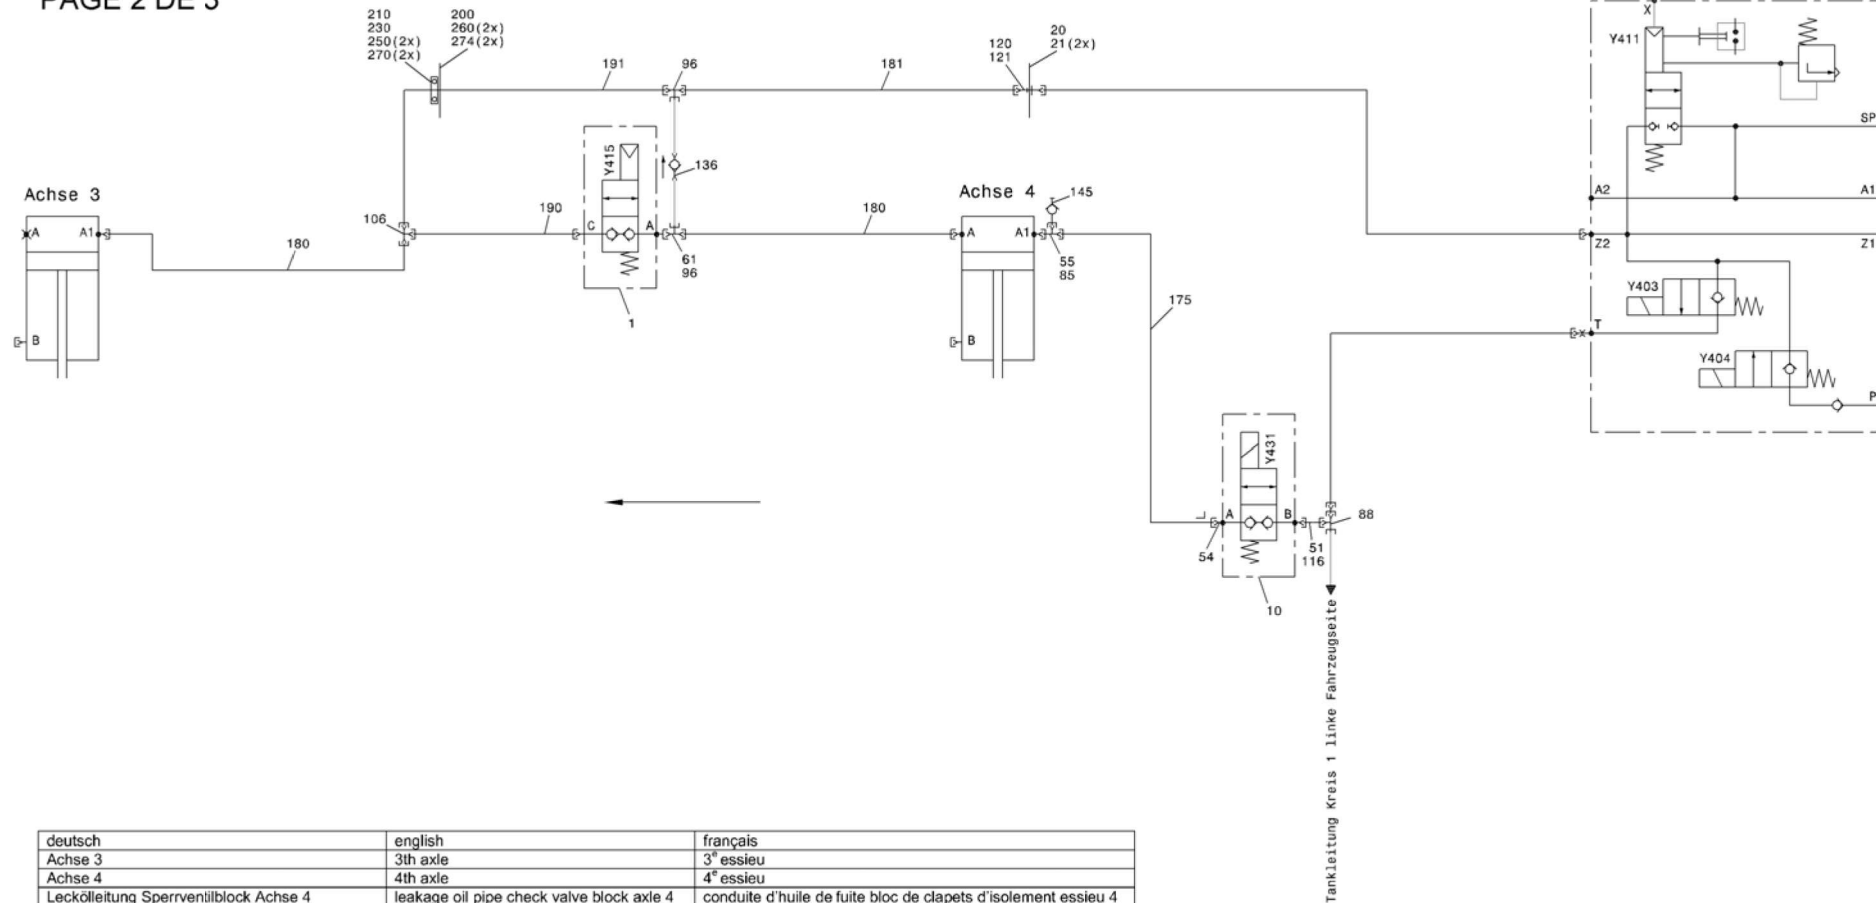 PAGE 2 DE 3
210
230
250(2x)
270(2x)
200
260(2x)
274(2x)
191
96
181
120
121
20
21(2x)
X
Y411
SP
136
Y415
Achse 3
A
A1
B
180
106
190
C
A
61
96
1
180
Achse 4
145
A
A1
B
55
85
175
A2
A1
Z2
Z1
Y403
T
Y404
P
Y431
L
A
B
54
51
116
88
10
Tankleitung Kreis 1 linke Fahrzeugseite
deutsch english français
Achse 3 3th axle 3e essieu
Achse 4 4th axle 4e essieu
Leckölleitung Sperrventilblock Achse 4 leakage oil pipe check valve block axle 4 conduite d'huile de fuite bloc de clapets d'isolement essieu 4